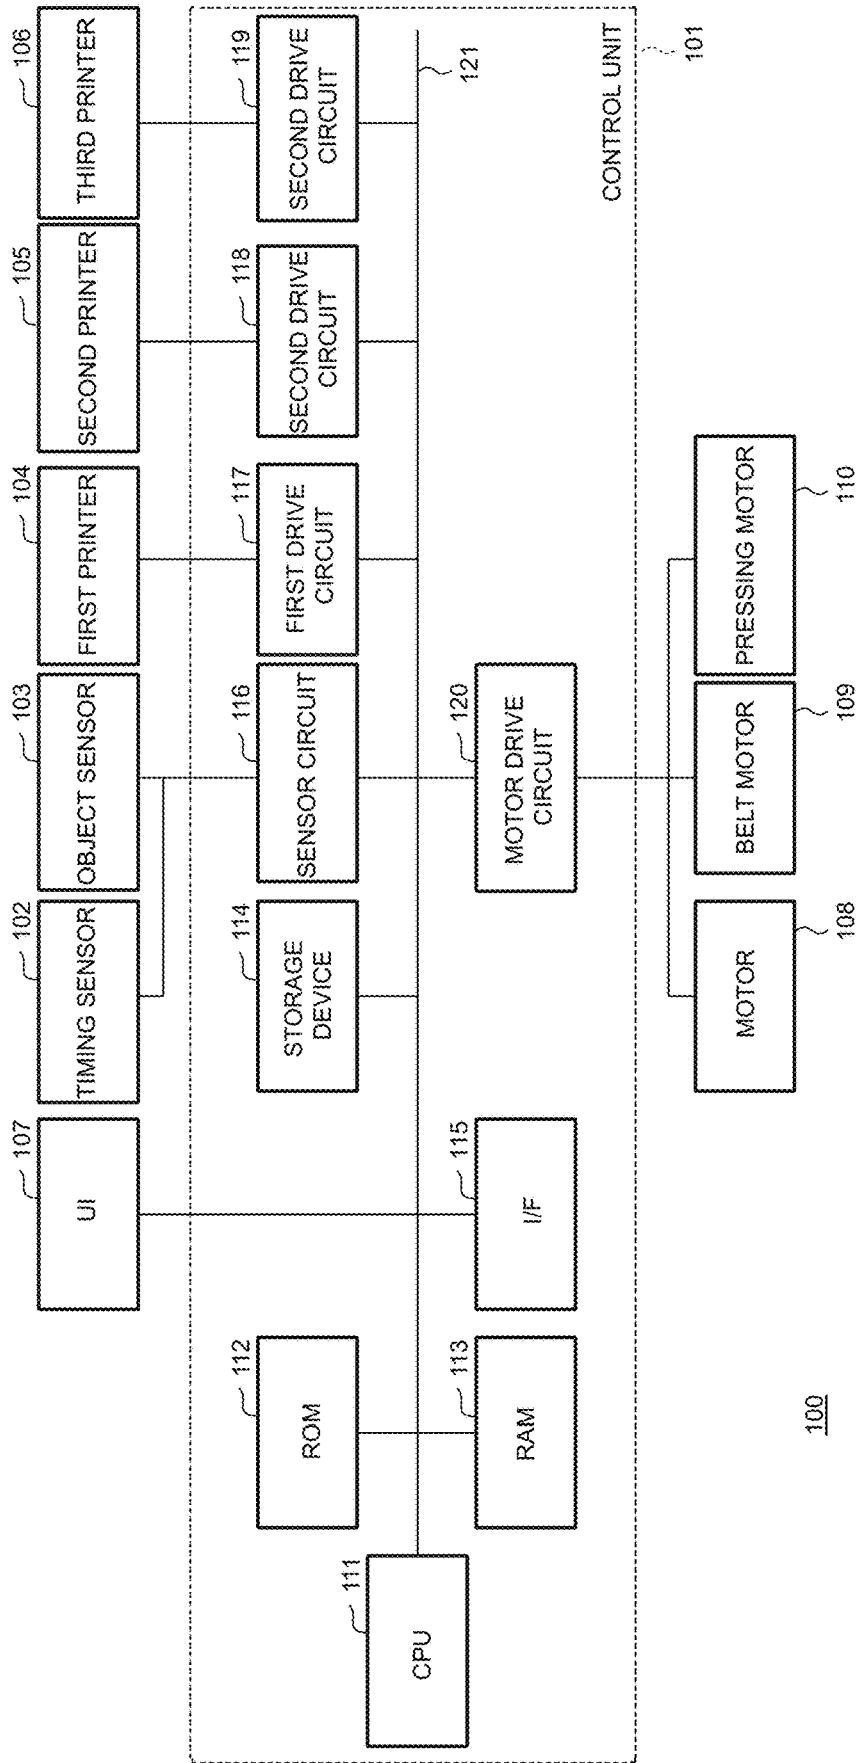 107
UI
102
TIMING SENSOR
103
OBJECT SENSOR
104
FIRST PRINTER
105
SECOND PRINTER
106
THIRD PRINTER
112
ROM
114
STORAGE
DEVICE
116
SENSOR CIRCUIT
117
FIRST DRIVE
CIRCUIT
118
SECOND DRIVE
CIRCUIT
119
SECOND DRIVE
CIRCUIT
111
CPU
121
113
RAM
115
I/F
120
MOTOR DRIVE
CIRCUIT
CONTROL UNIT
101
MOTOR
108
BELT MOTOR
109
PRESSING MOTOR
110
100